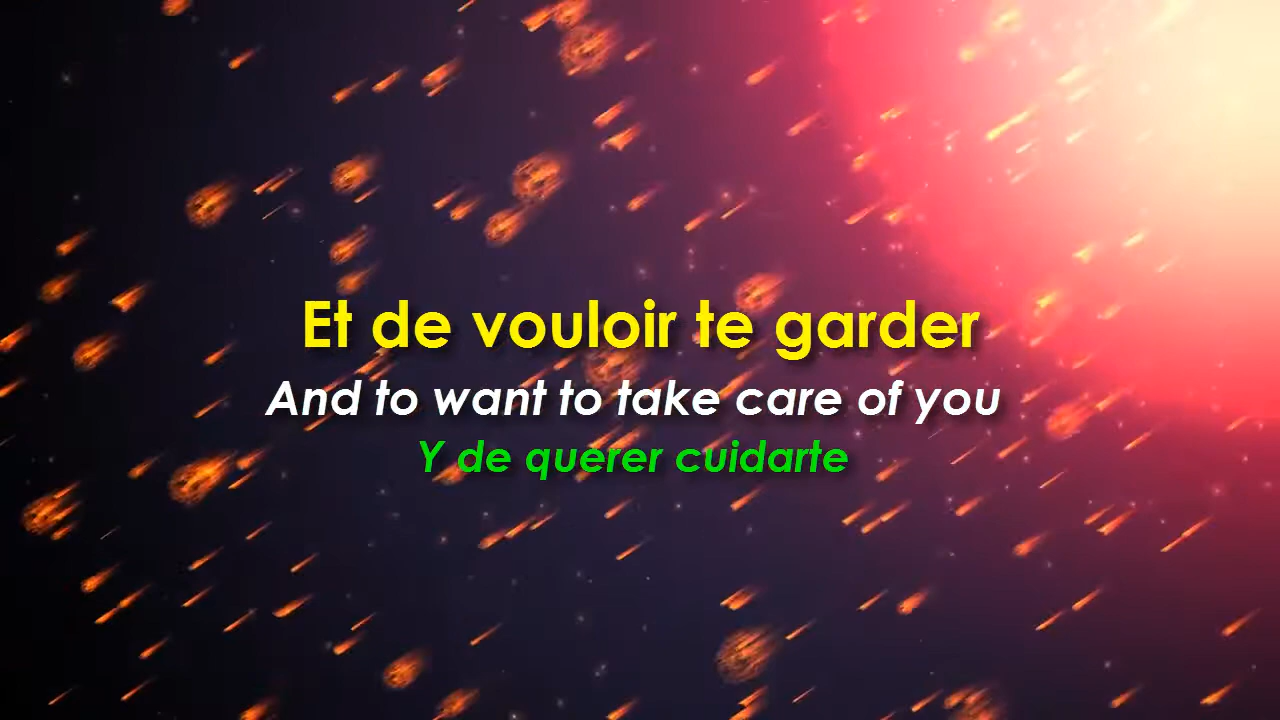 Et de vouloir te garder
And to want to take care of you
Y de querer cuidarte